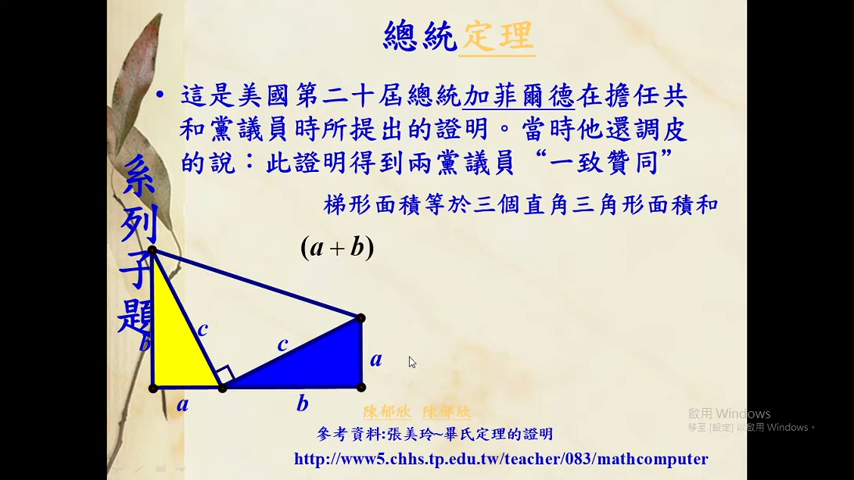 總統定理
• 這是美國第二十屆總統加菲爾德在擔任共
和黨議員時所提出的證明。當時他還調皮
的說：此證明得到兩黨議員“一致贊同”
系列子題
梯形面積等於三個直角三角形面積和
(a + b)
c
c
b
a
a
b
陳郁欣 陳郁欣
參考資料:張美玲~畢氏定理的證明
http://www5.chhs.tp.edu.tw/teacher/083/mathcomputer
啟用 Windows
移至 [設定] 以啟用 Windows。